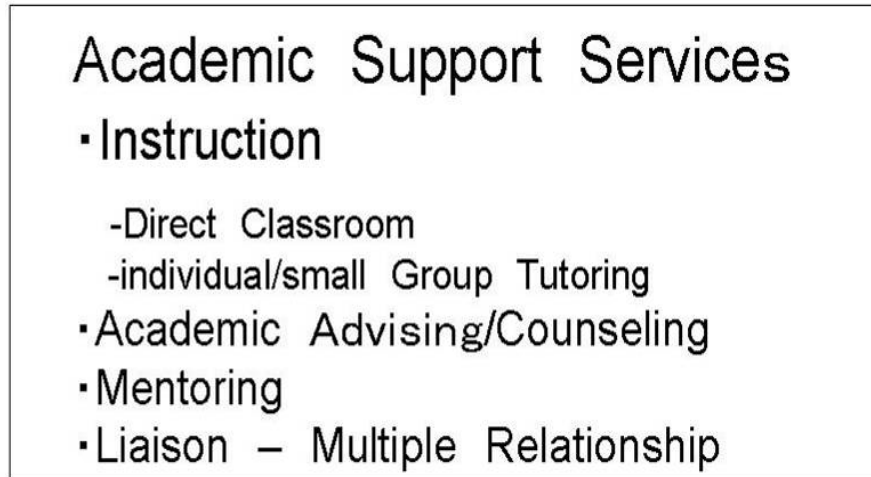 Academic Support Services
·Instruction
-Direct Classroom
-individual/small Group Tutoring
·Academic Advising/Counseling
·Mentoring
·Liaison – Multiple Relationship